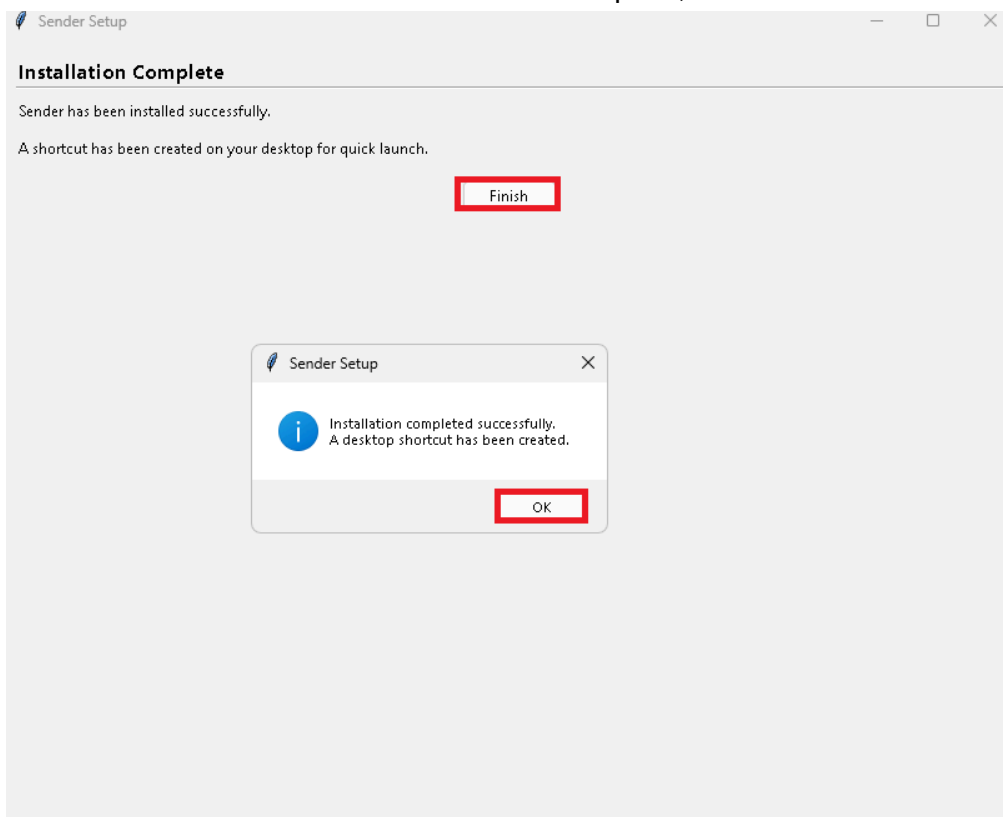 Sender Setup
Installation Complete
Sender has been installed successfully.
A shortcut has been created on your desktop for quick launch.
Finish
Sender Setup
Installation completed successfully.
A desktop shortcut has been created.
OK